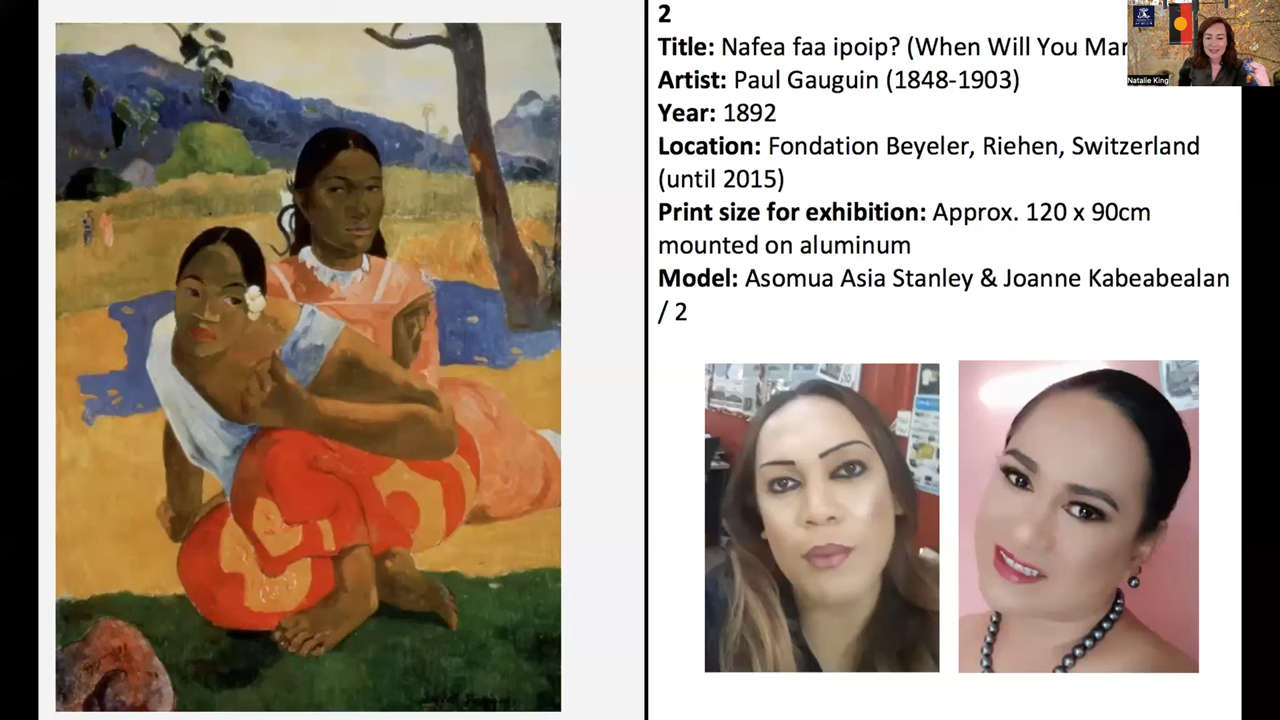 2
Title: Nafea faa ipoip? (When Will You Mar
Artist: Paul Gauguin (1848-1903)
Year: 1892
Location: Fondation Beyeler, Riehen, Switzerland
(until 2015)
Print size for exhibition: Approx. 120 x 90cm
mounted on aluminum
Model: Asomua Asia Stanley & Joanne Kabeabealan
/ 2
Natalie King